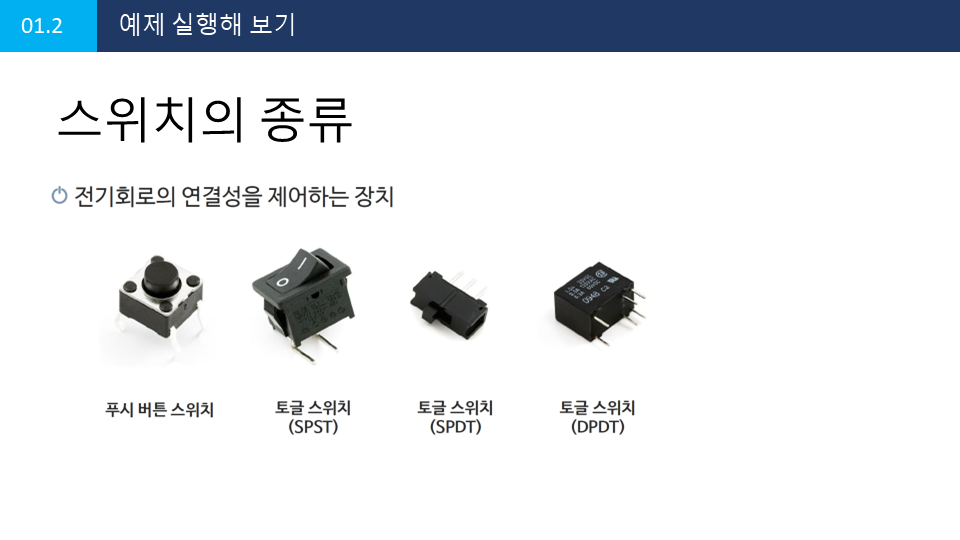 01.2 예제 실행해 보기
스위치의 종류
전기회로의 연결성을 제어하는 장치
0948 C2
푸시 버튼 스위치
토글 스위치
(SPST)
토글 스위치
(SPDT)
토글 스위치
(DPDT)